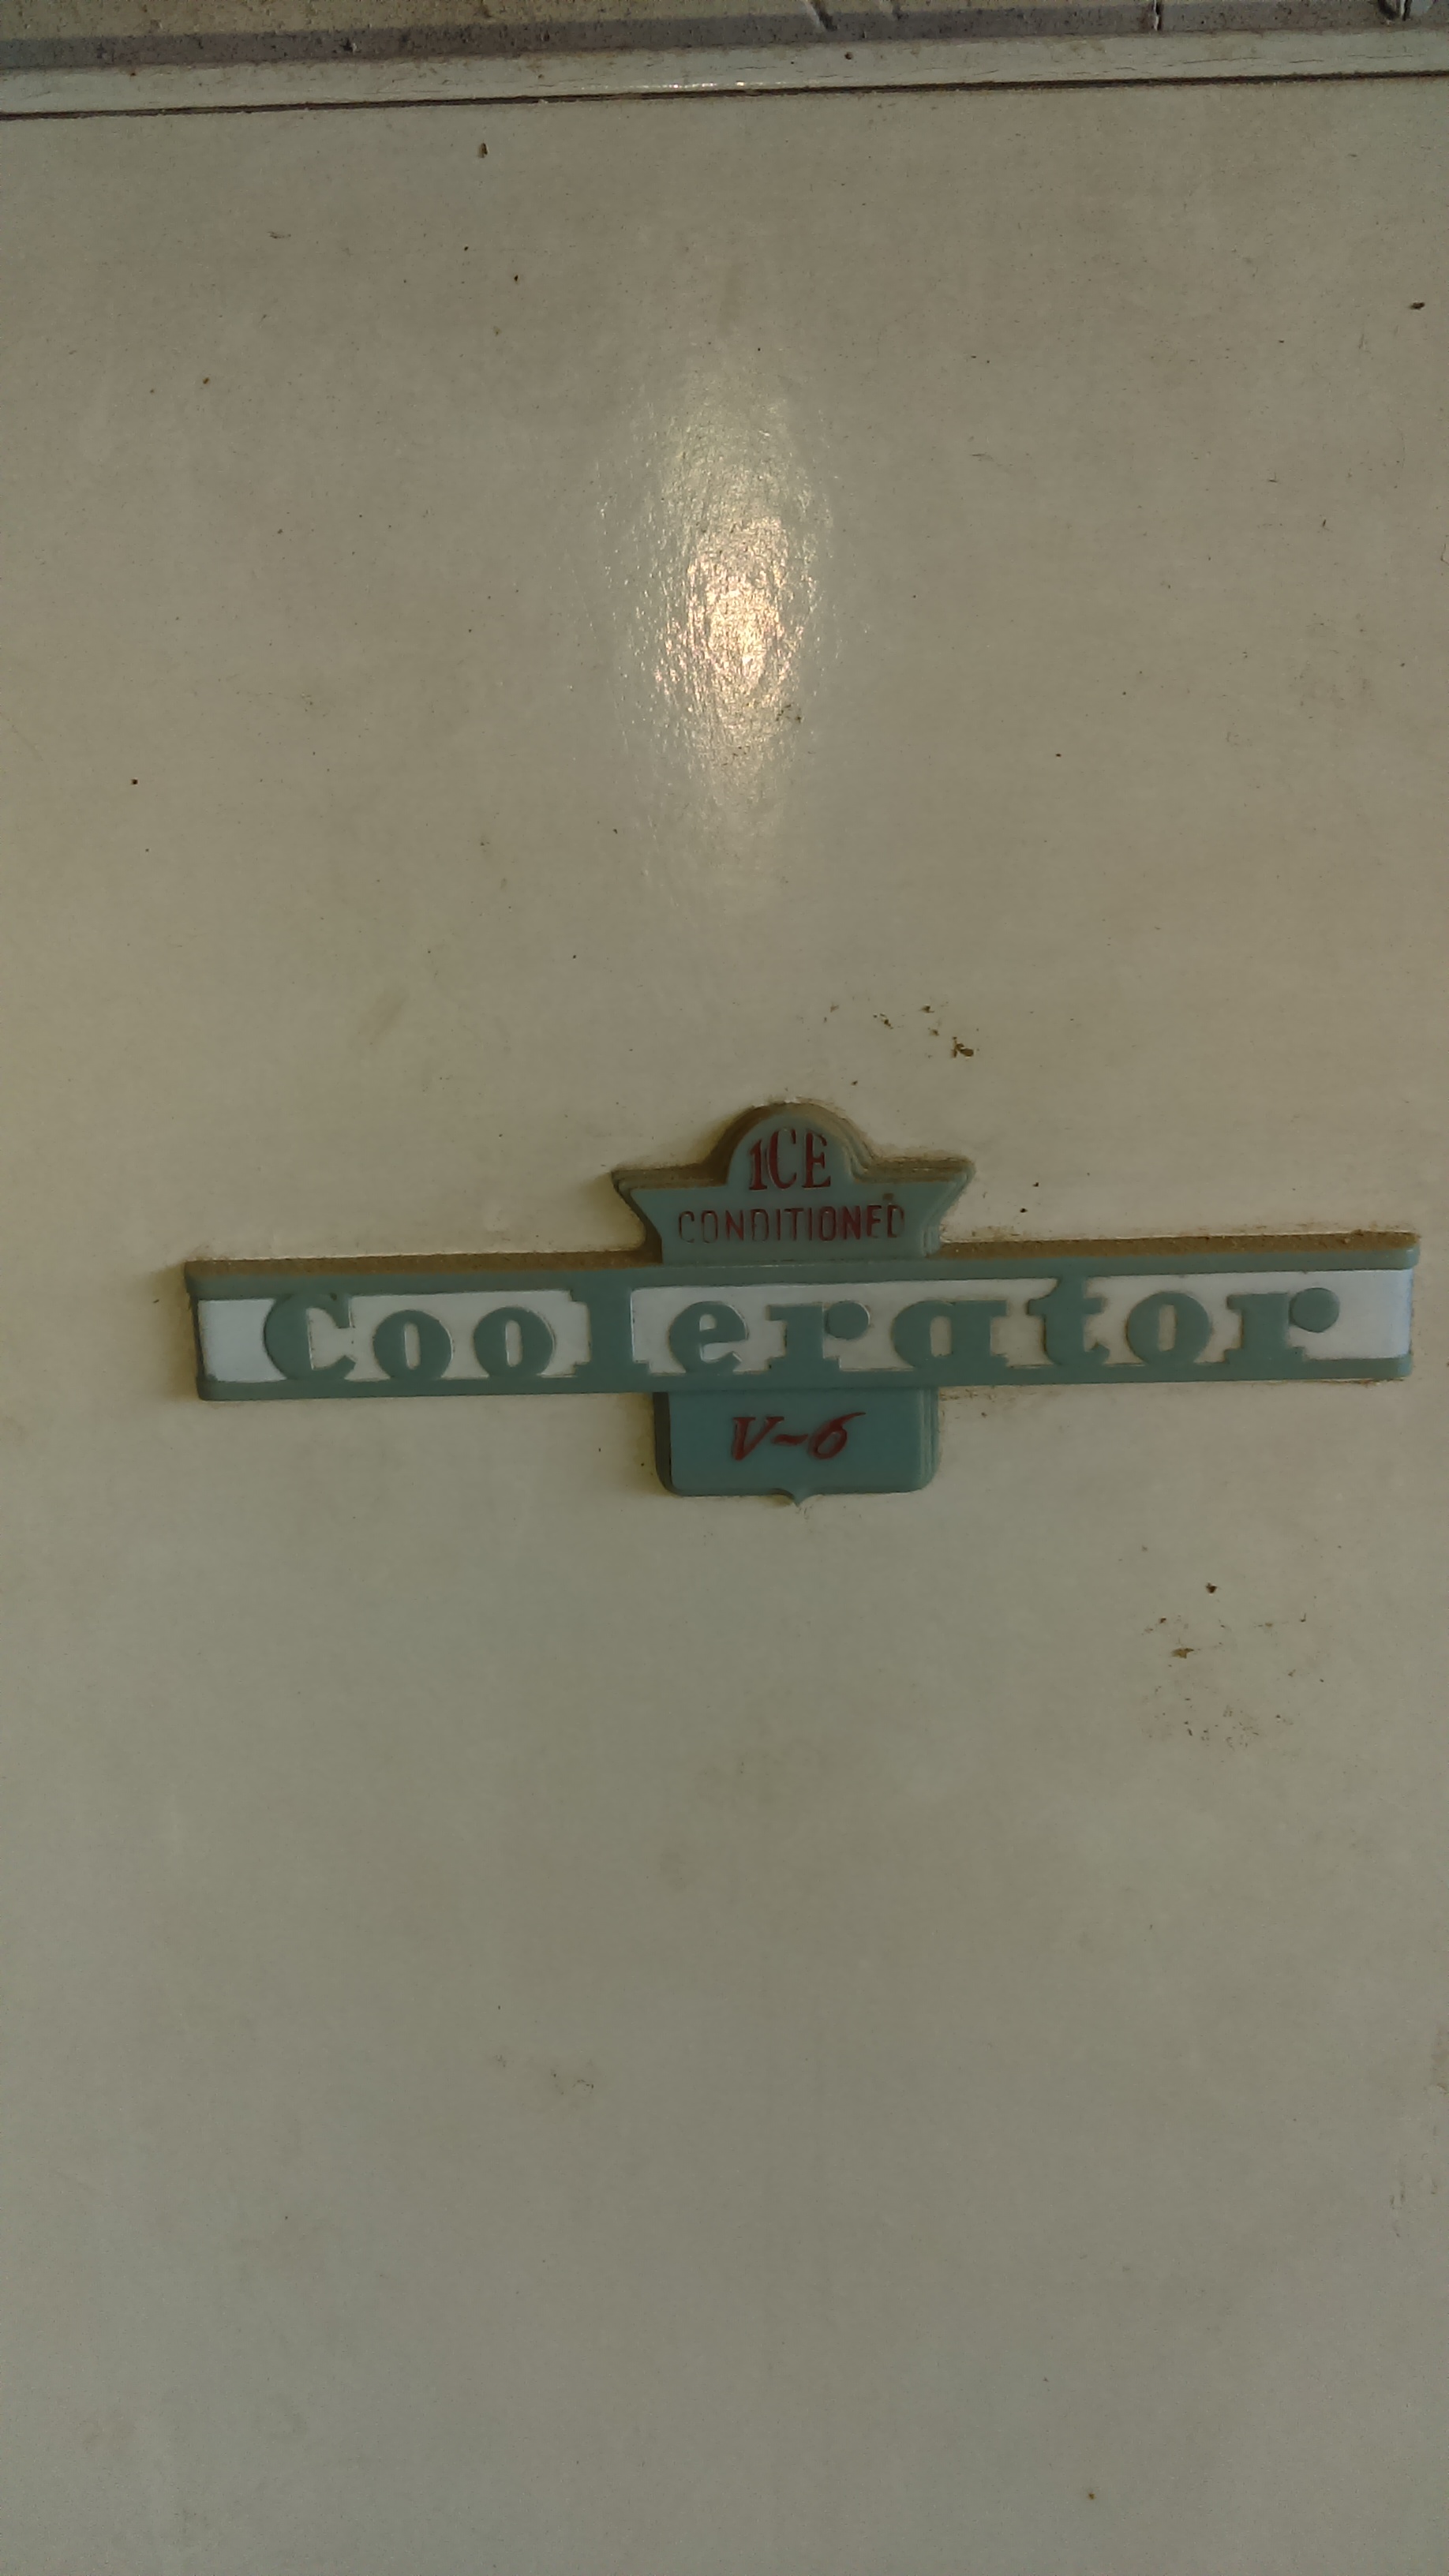 ICE
CONDITIONED
Coolerator
V-6